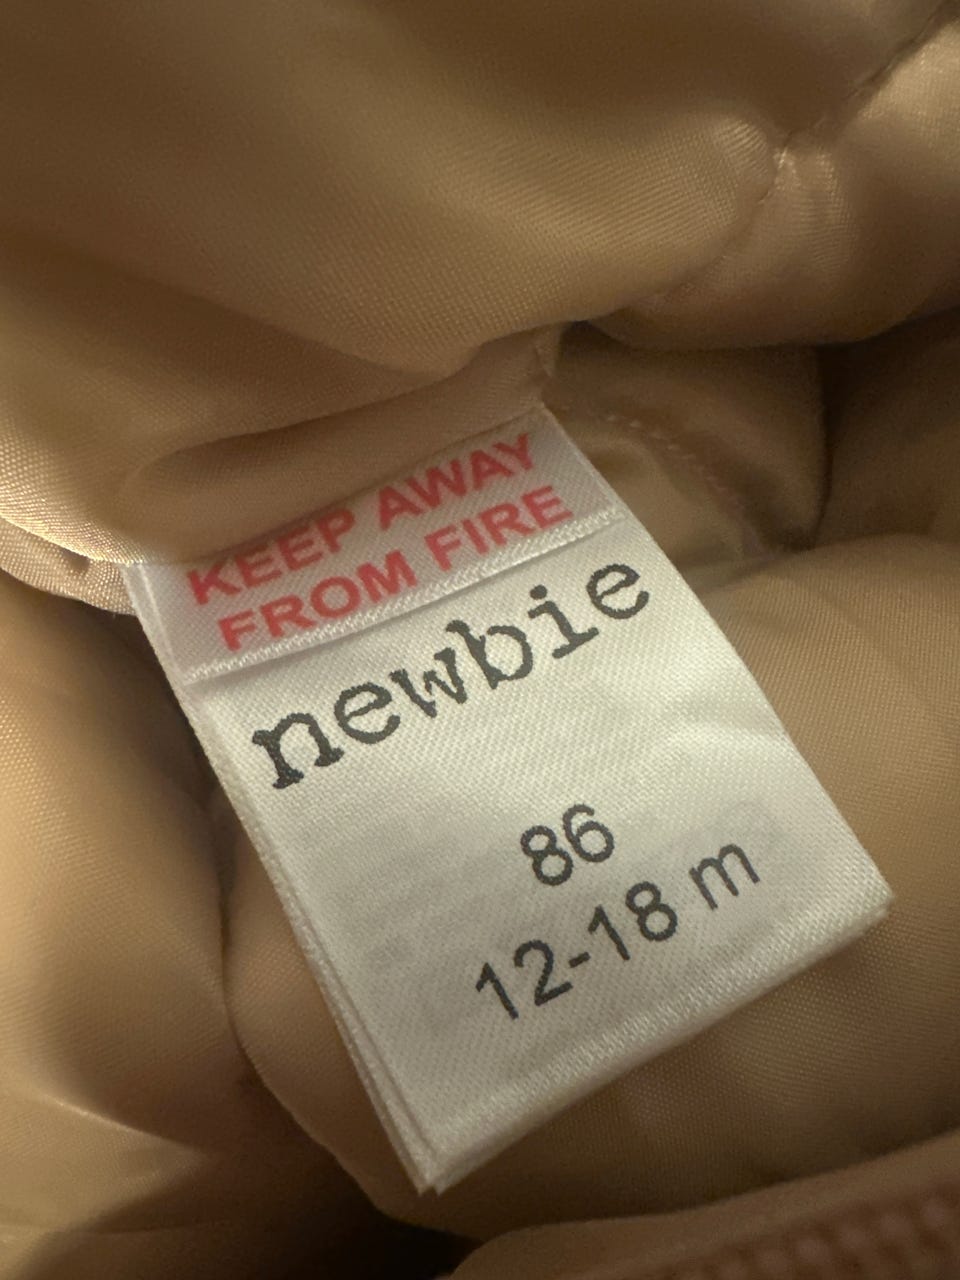 KEEP AWAY
FROM FIRE
newbie
86
12-18 m